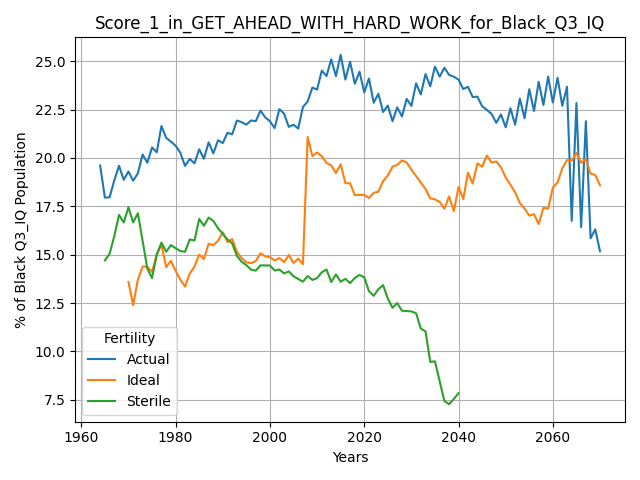 Score_1_in_GET_AHEAD_WITH_HARD_WORK_for_Black_Q3_IQ
% of Black Q3_IQ Population
25.0
22.5
20.0
17.5
15.0
12.5
10.0
7.5
Fertility
Actual
Ideal
Sterile
1960 1980 2000 2020 2040 2060
Years